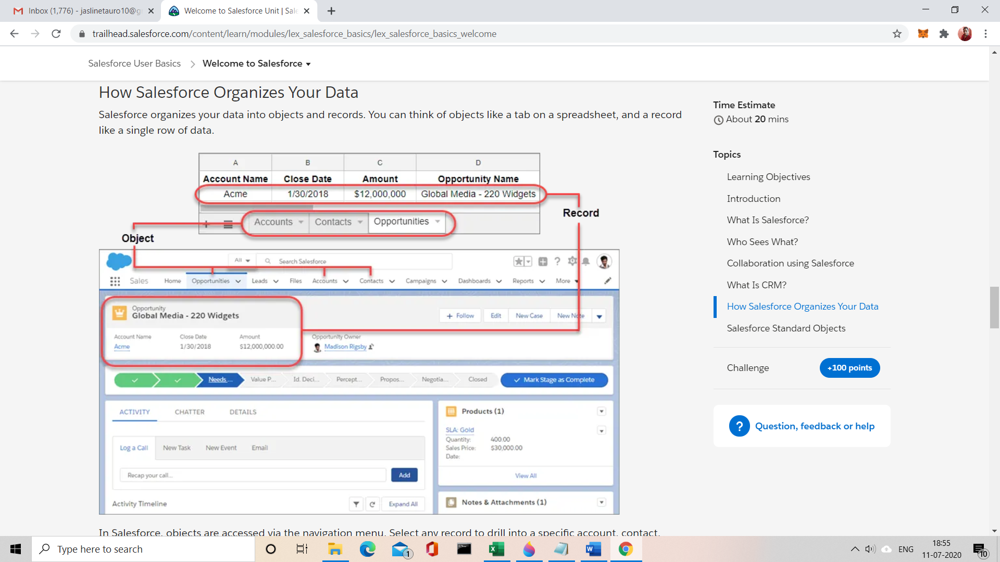 Inbox (1,776) - jaslinetauro10@g
Welcome to Salesforce Unit | Sale
trailhead.salesforce.com/content/learn/modules/lex_salesforce_basics/lex_salesforce_basics_welcome
Salesforce User Basics
Welcome to Salesforce
How Salesforce Organizes Your Data
Salesforce organizes your data into objects and records. You can think of objects like a tab on a spreadsheet, and a record
like a single row of data.
A B C D
Account Name Close Date Amount Opportunity Name
Acme 1/30/2018 $12,000,000 Global Media - 220 Widgets
Accounts Contacts Opportunities
Record
Object
All Search Salesforce
Sales Home Opportunities Leads Files Accounts Contacts Campaigns Dashboards Reports More
Opportunity
Global Media - 220 Widgets
+ Follow Edit New Case New Note
Account Name Close Date Amount Opportunity Owner
Acme 1/30/2018 $12,000,000.00 Madison Rigsby
Needs ... Value P... Id. Deci... Percept... Propos... Negotia... Closed Mark Stage as Complete
ACTIVITY CHATTER DETAILS
Log a Call New Task New Event Email
Recap your call... Add
Activity Timeline Expand All
Products (1)
SLA: Gold
Quantity: 400.00
Sales Price: $30,000.00
Date:
View All
Notes & Attachments (1)
In Salesforce, objects are accessed via the navigation menu. Select any record to drill into a specific account, contact,
Time Estimate
About 20 mins
Topics
Learning Objectives
Introduction
What Is Salesforce?
Who Sees What?
Collaboration using Salesforce
What Is CRM?
How Salesforce Organizes Your Data
Salesforce Standard Objects
Challenge +100 points
? Question, feedback or help
Type here to search
1
ENG
18:55
11-07-2020
10